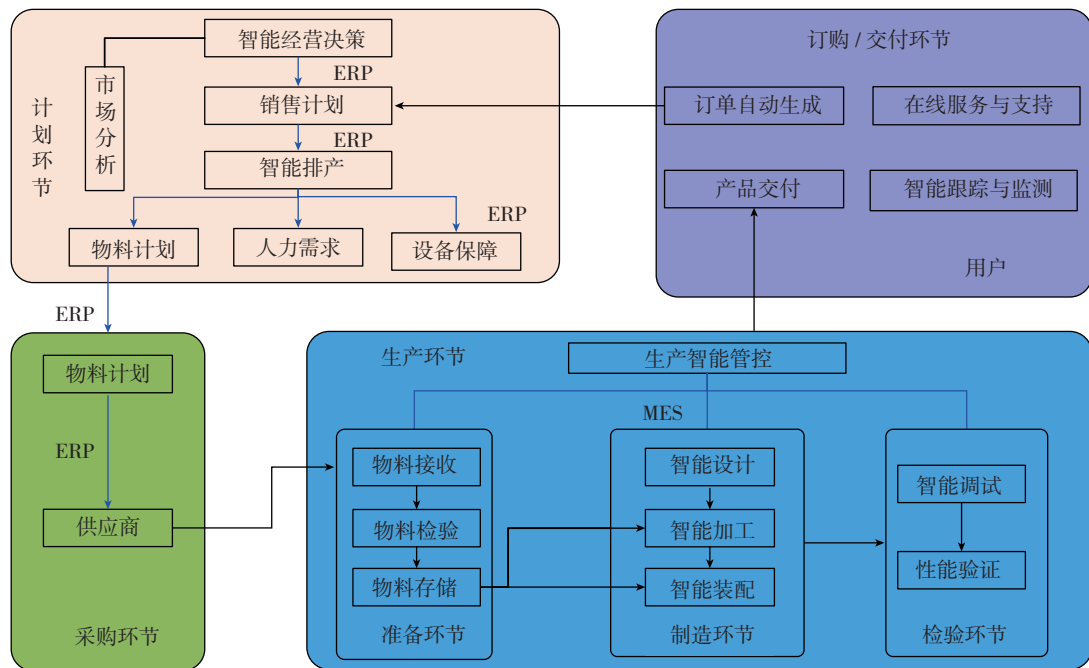 智能经营决策
ERP
市场分析
销售计划
ERP
计划环节
智能排产
ERP
物料计划
人力需求
设备保障
订购 / 交付环节
订单自动生成
在线服务与支持
产品交付
智能跟踪与监测
用户
ERP
物料计划
ERP
供应商
采购环节
生产环节
生产智能管控
MES
物料接收
物料检验
物料存储
准备环节
智能设计
智能加工
智能装配
制造环节
智能调试
性能验证
检验环节